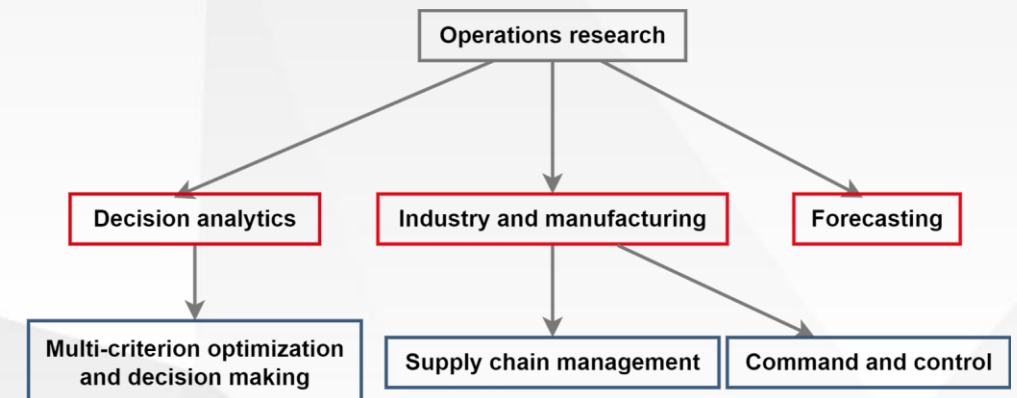 Operations research
Decision analytics
Industry and manufacturing
Forecasting
Multi-criterion optimization
and decision making
Supply chain management
Command and control